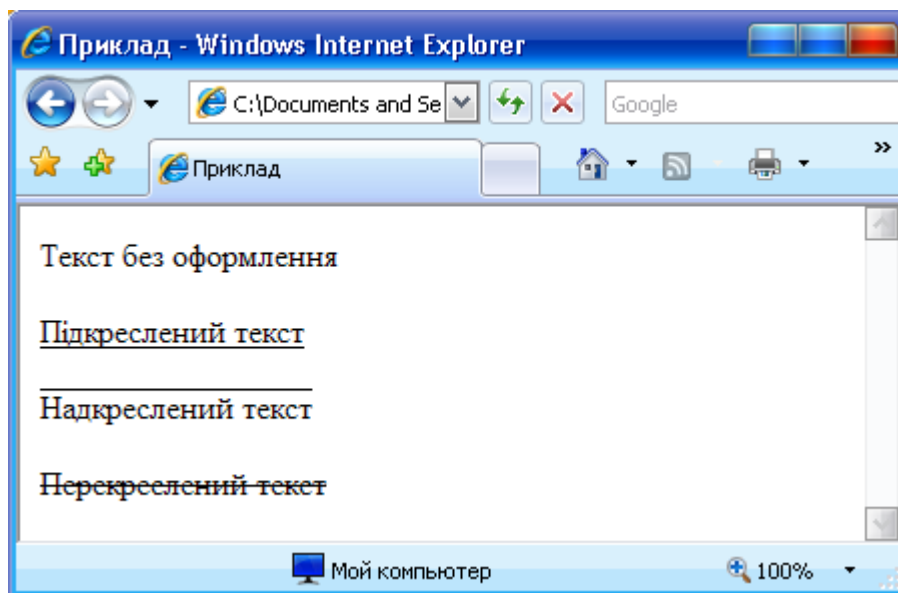 Приклад - Windows Internet Explorer
C:\Documents and Se Google
Приклад »
Текст без оформлення
Підкреслений текст
Надкреслений текст
Перекреслений текст
Мой компьютер 100%